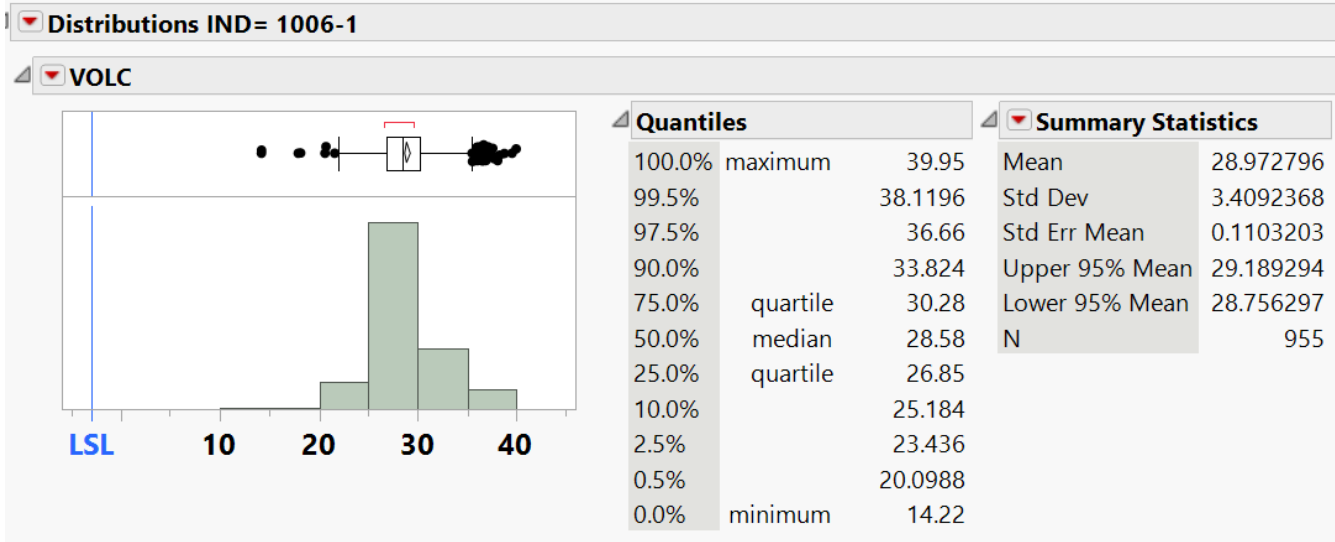 Distributions IND= 1006-1
VOLC
LSL 10 20 30 40
Quantiles
100.0% maximum 39.95
99.5% 38.1196
97.5% 36.66
90.0% 33.824
75.0% quartile 30.28
50.0% median 28.58
25.0% quartile 26.85
10.0% 25.184
2.5% 23.436
0.5% 20.0988
0.0% minimum 14.22
Summary Statistics
Mean 28.972796
Std Dev 3.4092368
Std Err Mean 0.1103203
Upper 95% Mean 29.189294
Lower 95% Mean 28.756297
N 955